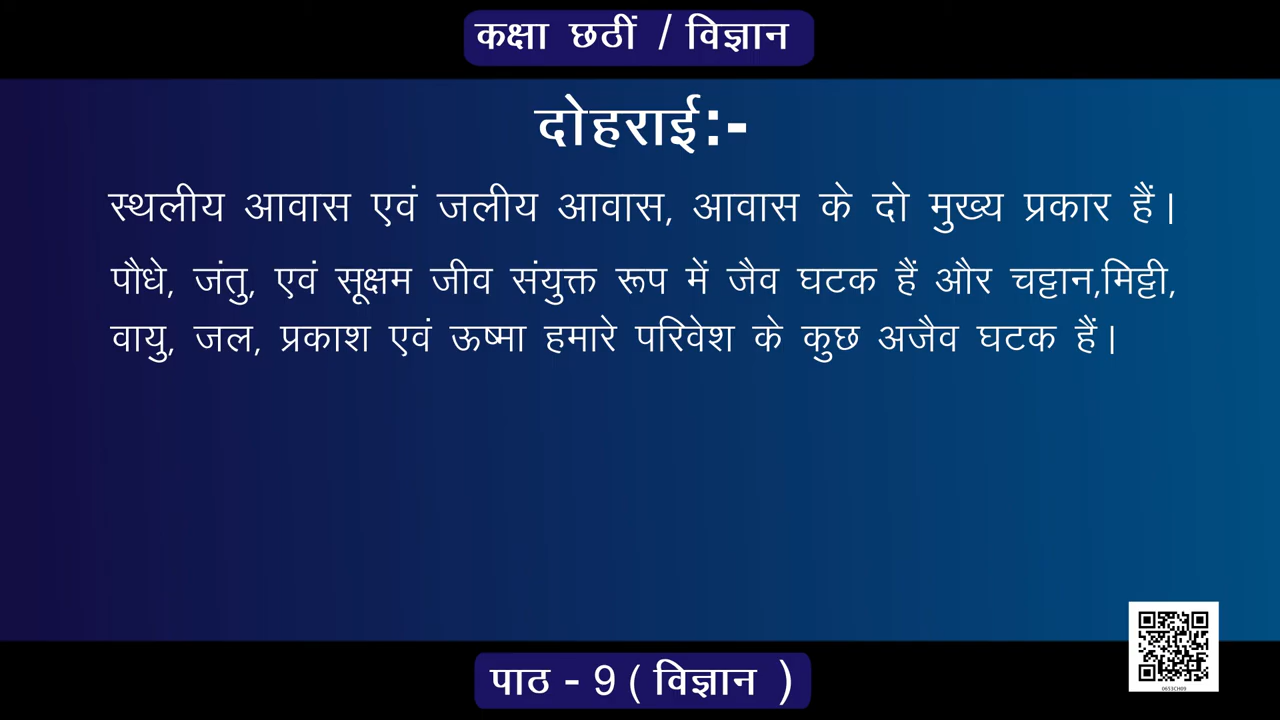 कक्षा छठीं / विज्ञान
दोहराई:-
स्थलीय आवास एवं जलीय आवास, आवास के दो मुख्य प्रकार हैं।
पौधे, जंतु, एवं सूक्षम जीव संयुक्त रूप में जैव घटक हैं और चट्टान,मिट्टी,
वायु, जल, प्रकाश एवं ऊष्मा हमारे परिवेश के कुछ अजैव घटक हैं।
0653CH09
पाठ - 9 ( विज्ञान )